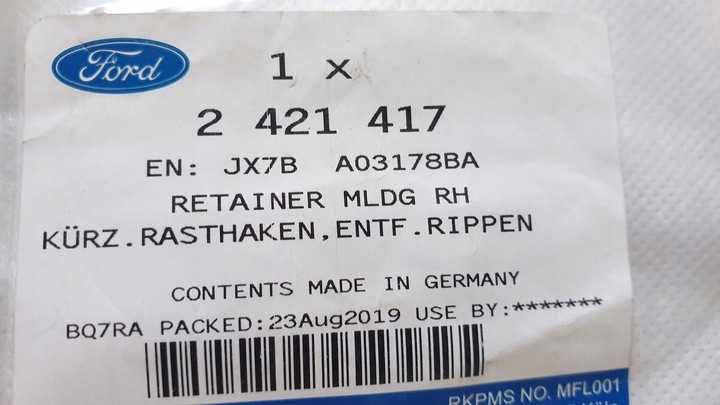 Ford
1 x
2 421 417
EN: JX7B A03178BA
RETAINER MLDG RH
KÜRZ.RASTHAKEN,ENTF.RIPPEN
CONTENTS MADE IN GERMANY
BQ7RA PACKED:23Aug2019 USE BY:*******
RKPMS NO. MFL001